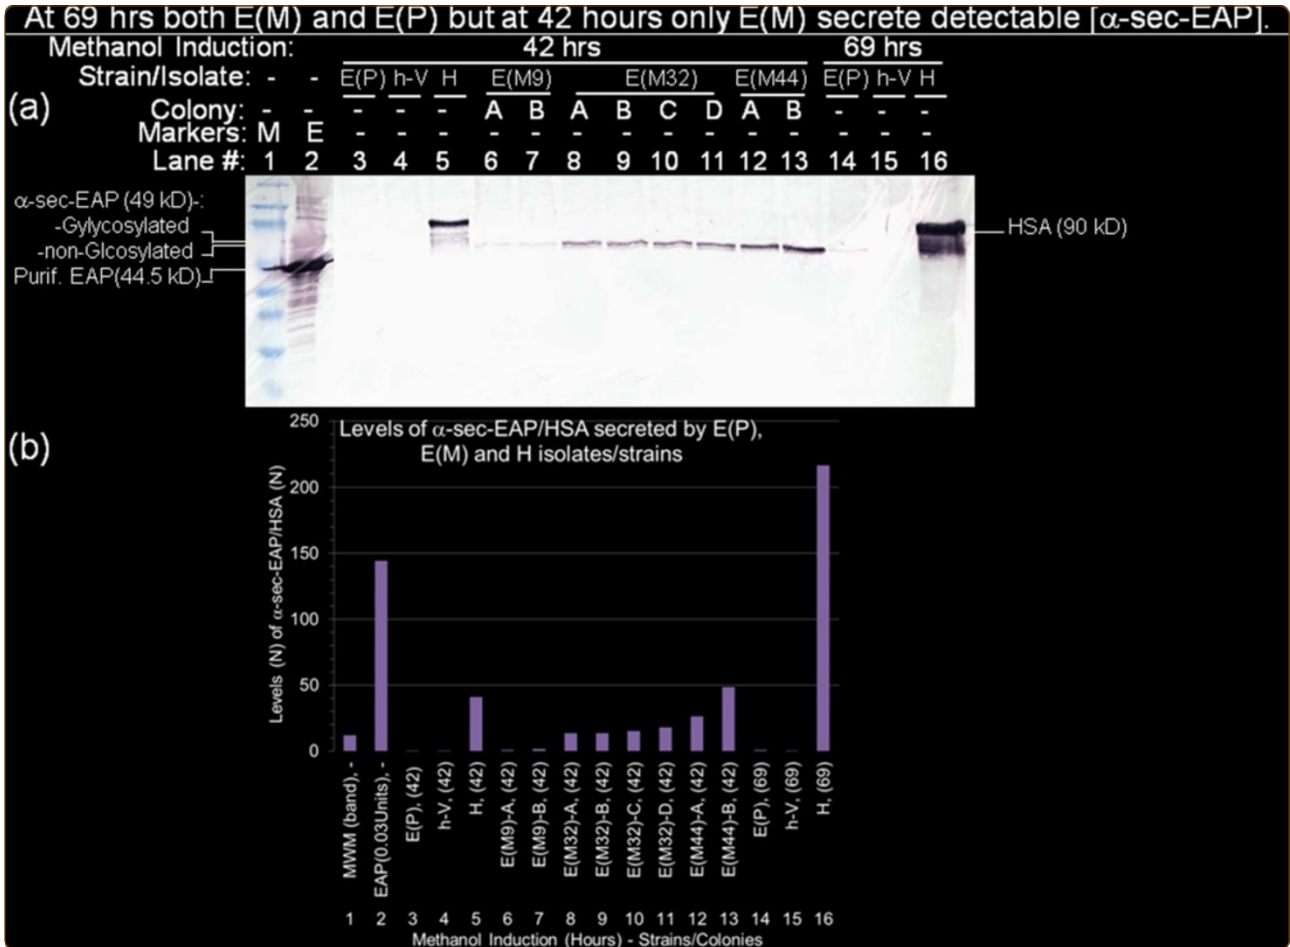 At 69 hrs both E(M) and E(P) but at 42 hours only E(M) secrete detectable [α-sec-EAP].
Methanol Induction: 42 hrs 69 hrs
Strain/Isolate: - - E(P) h-V H E(M9) E(M32) E(M44) E(P) h-V H
(a)
Colony: - - - - - A B A B C D A B - - -
Markers: M E - - - - - - - - - - - - - -
Lane #: 1 2 3 4 5 6 7 8 9 10 11 12 13 14 15 16
α-sec-EAP (49 kD)-:
-Gylycosylated
-non-Glcosylated
Purif. EAP(44.5 kD)-
HSA (90 kD)
(b)
Levels of α-sec-EAP/HSA secreted by E(P),
E(M) and H isolates/strains
Levels (N) of α-sec-EAP/HSA (N)
250
200
150
100
50
0
MWM (band), -
EAP(0.03Units), -
E(P), (42)
h-V, (42)
H, (42)
E(M9)-A, (42)
E(M9)-B, (42)
E(M32)-A, (42)
E(M32)-B, (42)
E(M32)-C, (42)
E(M32)-D, (42)
E(M44)-A, (42)
E(M44)-B, (42)
E(P), (69)
h-V, (69)
H, (69)
1 2 3 4 5 6 7 8 9 10 11 12 13 14 15 16
Methanol Induction (Hours) - Strains/Colonies